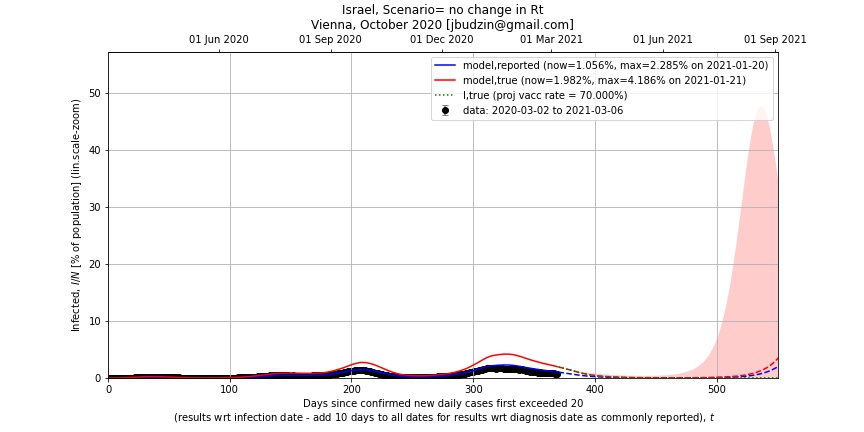 Israel, Scenario= no change in Rt
Vienna, October 2020 [jbudzin@gmail.com]
01 Jun 2020 01 Sep 2020 01 Dec 2020 01 Mar 2021 01 Jun 2021 01 Sep 2021
model,reported (now=1.056%, max=2.285% on 2021-01-20)
model,true (now=1.982%, max=4.186% on 2021-01-21)
I,true (proj vacc rate = 70.000%)
data: 2020-03-02 to 2021-03-06
Infected, I/N [% of population] (lin.scale-zoom)
50
40
30
20
10
0
0 100 200 300 400 500
Days since confirmed new daily cases exceeded 20
(results wrt infection date - add 10 days to all dates for results wrt diagnosis date as commonly reported), t